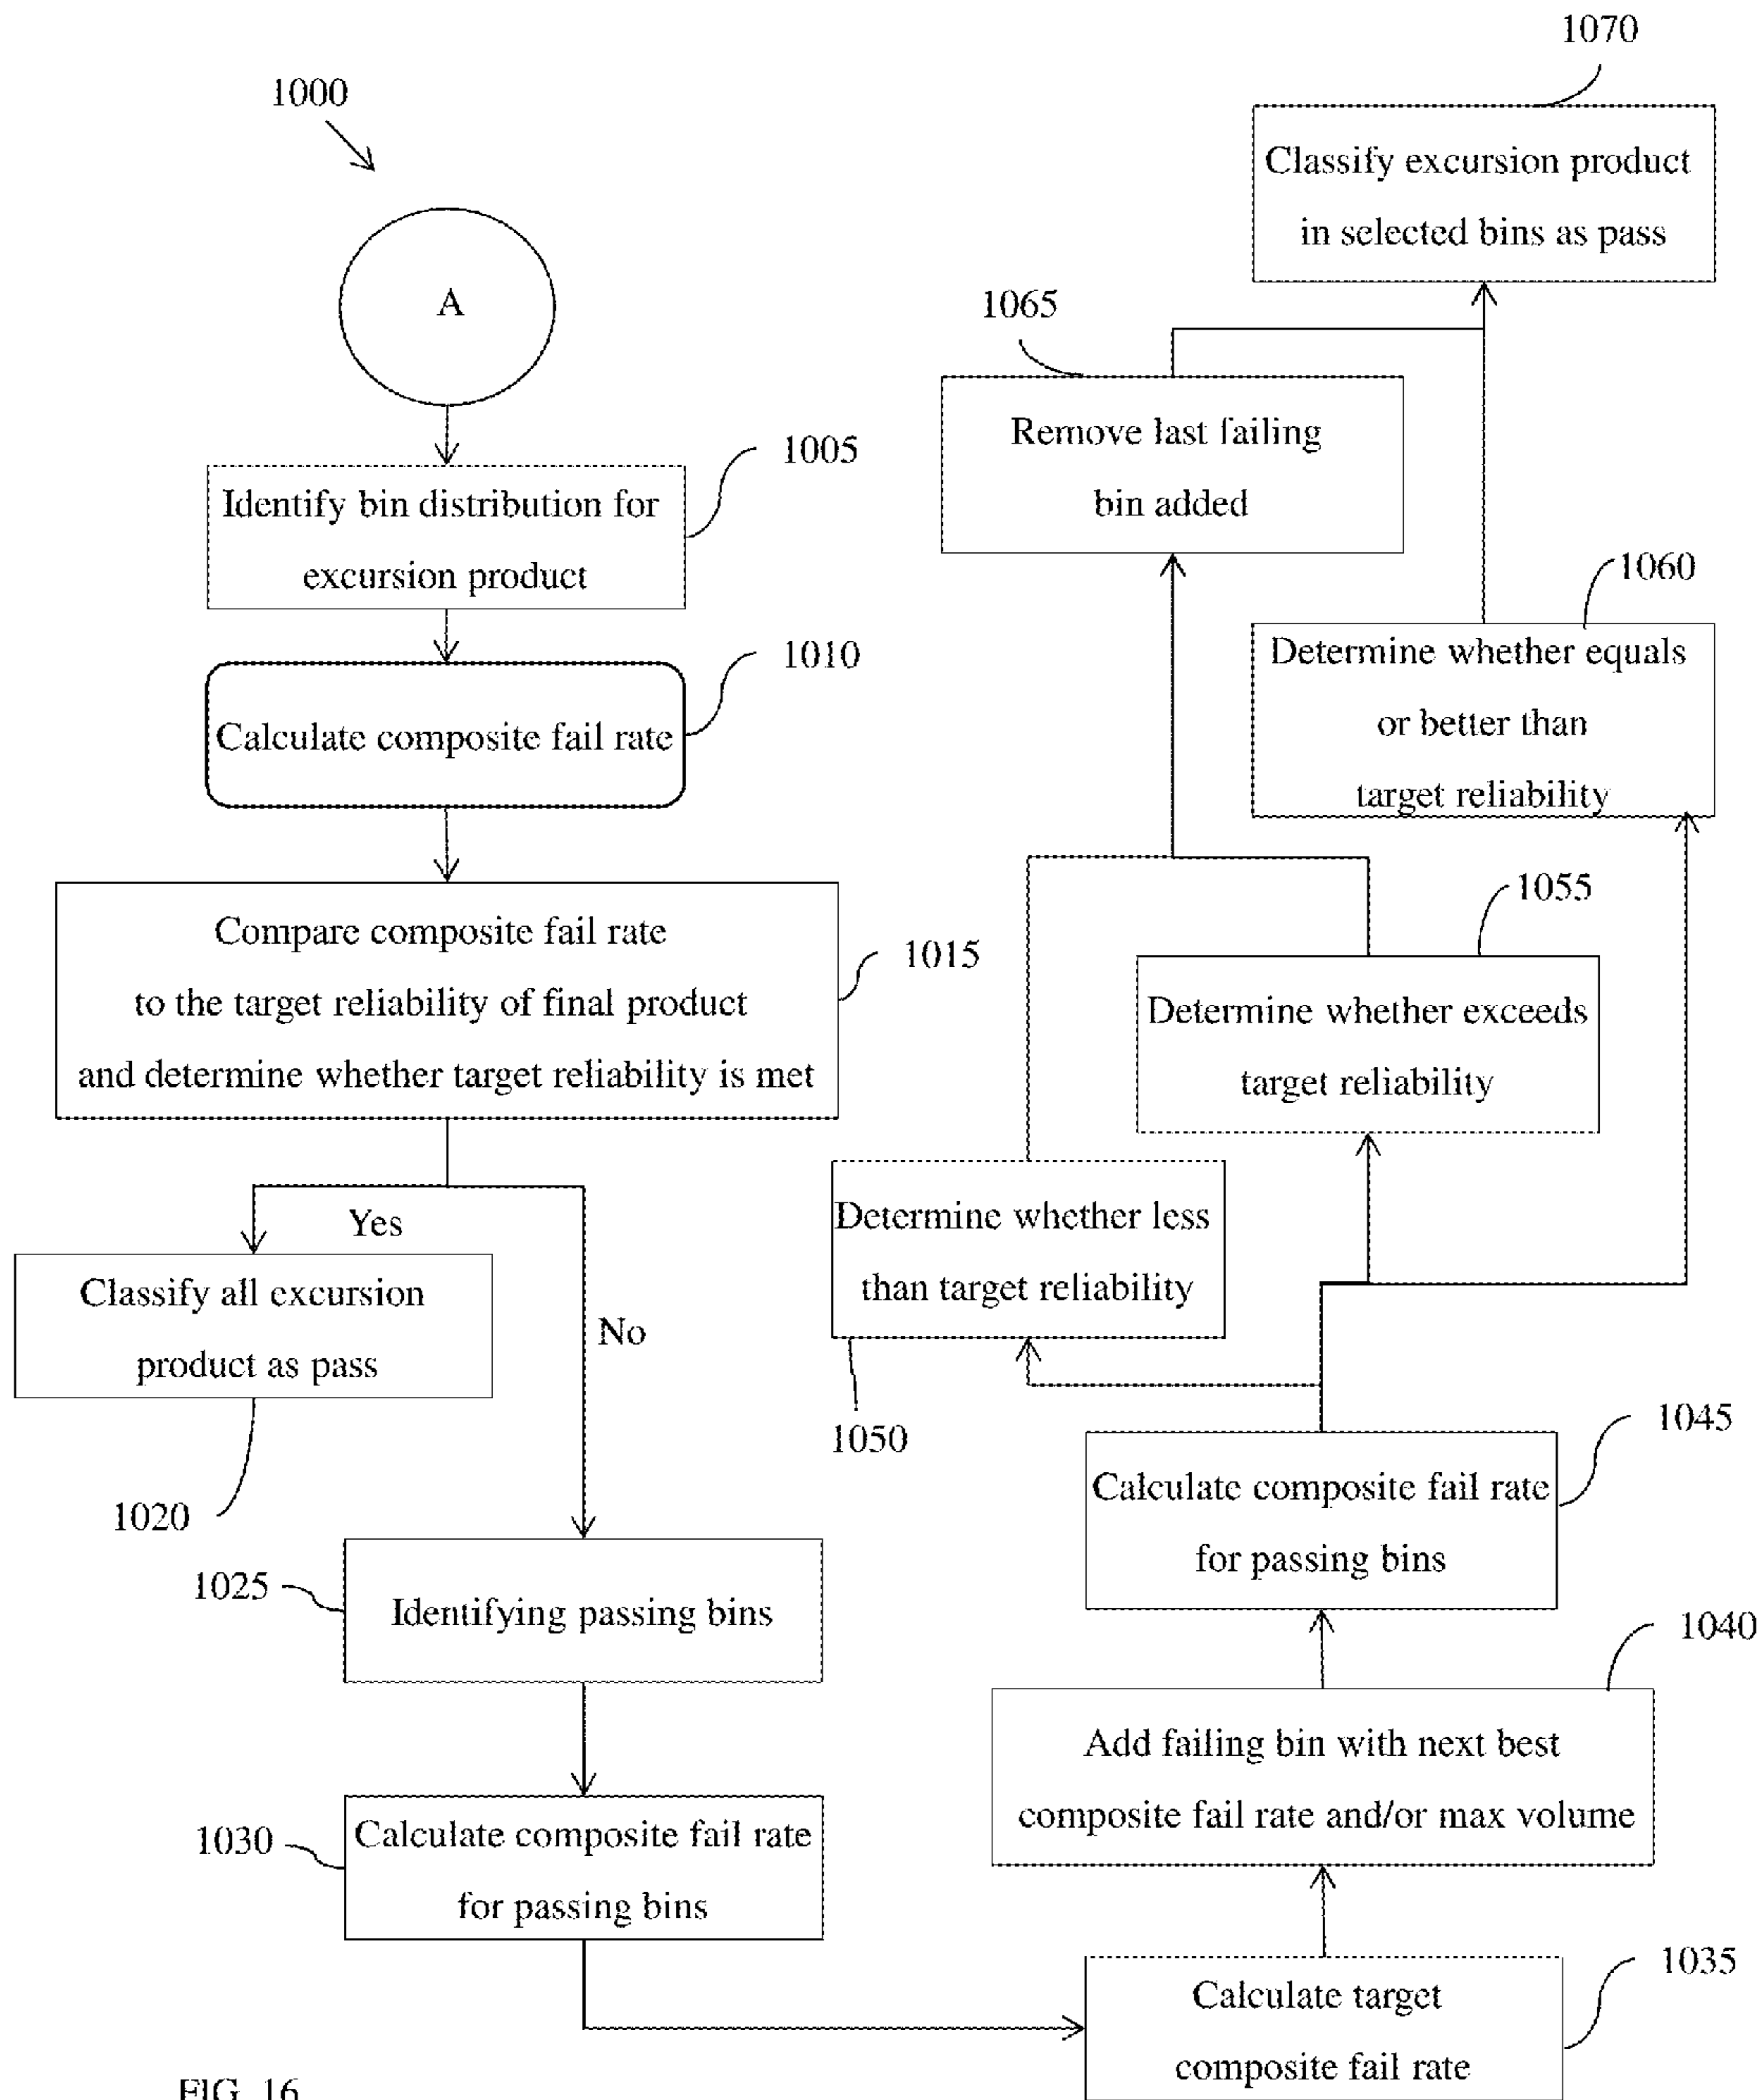 1000
A
Identify bin distribution for
excursion product
1005
Calculate composite fail rate
1010
Compare composite fail rate
to the target reliability of final product
and determine whether target reliability is met
1015
Yes
No
Classify all excursion
product as pass
1020
Identifying passing bins
1025
Calculate composite fail rate
for passing bins
1030
Calculate target
composite fail rate
1035
Add failing bin with next best
composite fail rate and/or max volume
1040
Calculate composite fail rate
for passing bins
1045
Determine whether less
than target reliability
1050
Determine whether exceeds
target reliability
1055
Determine whether equals
or better than
target reliability
1060
Remove last failing
bin added
1065
Classify excursion product
in selected bins as pass
1070
FIG. 16